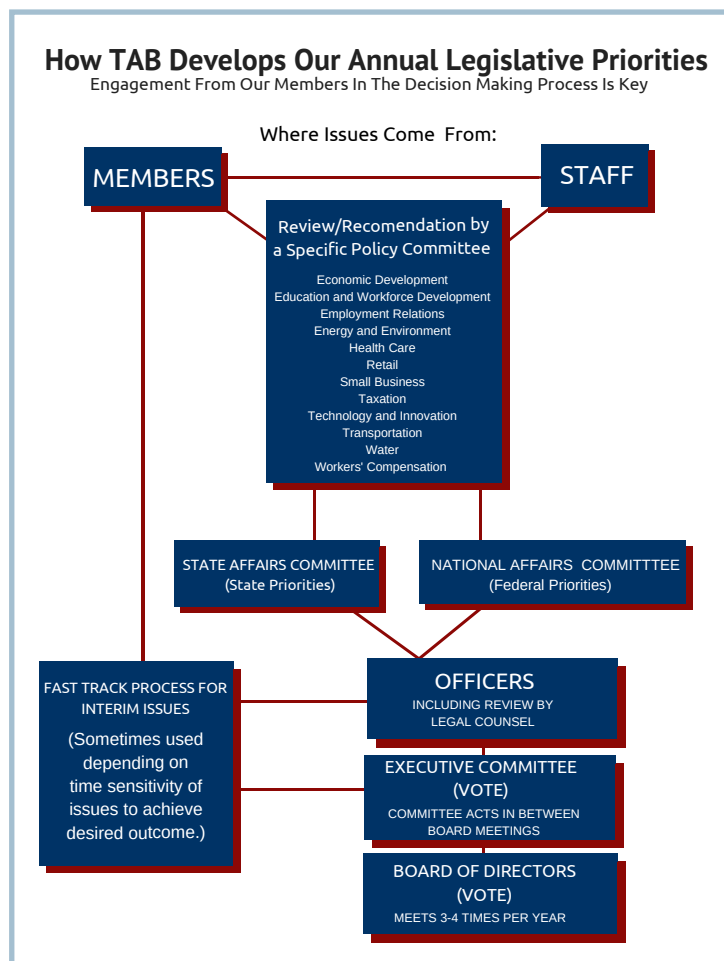 How TAB Develops Our Annual Legislative Priorities
Engagement From Our Members In The Decision Making Process Is Key
Where Issues Come From:
MEMBERS
STAFF
Review/Recomendation by
a Specific Policy Committee
Economic Development
Education and Workforce Development
Employment Relations
Energy and Environment
Health Care
Retail
Small Business
Taxation
Technology and Innovation
Transportation
Water
Workers' Compensation
STATE AFFAIRS COMMITTEE
(State Priorities)
NATIONAL AFFAIRS COMMITTTEE
(Federal Priorities)
FAST TRACK PROCESS FOR
INTERIM ISSUES
(Sometimes used
depending on
time sensitivity of
issues to achieve
desired outcome.)
OFFICERS
INCLUDING REVIEW BY
LEGAL COUNSEL
EXECUTIVE COMMITTEE
(VOTE)
COMMITTEE ACTS IN BETWEEN
BOARD MEETINGS
BOARD OF DIRECTORS
(VOTE)
MEETS 3-4 TIMES PER YEAR